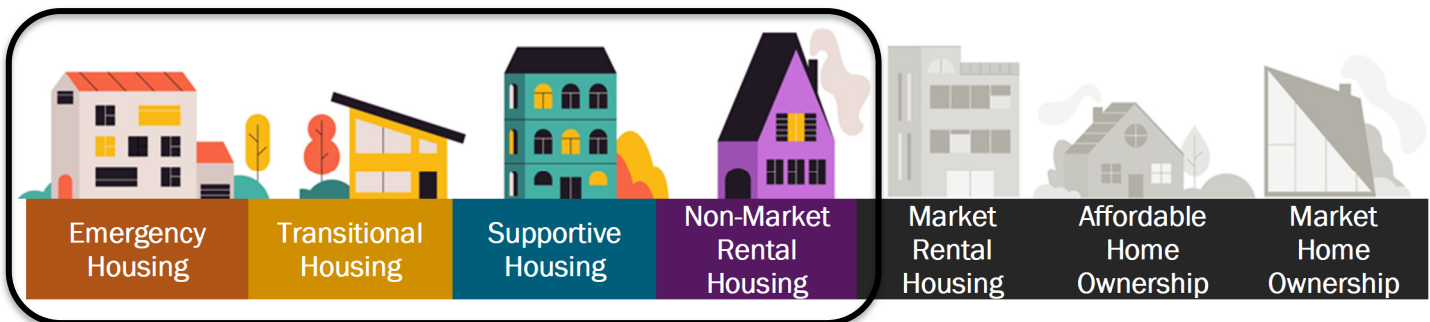 Emergency
Housing
Transitional
Housing
Supportive
Housing
Non-Market
Rental
Housing
Market
Rental
Housing
Affordable
Home
Ownership
Market
Home
Ownership